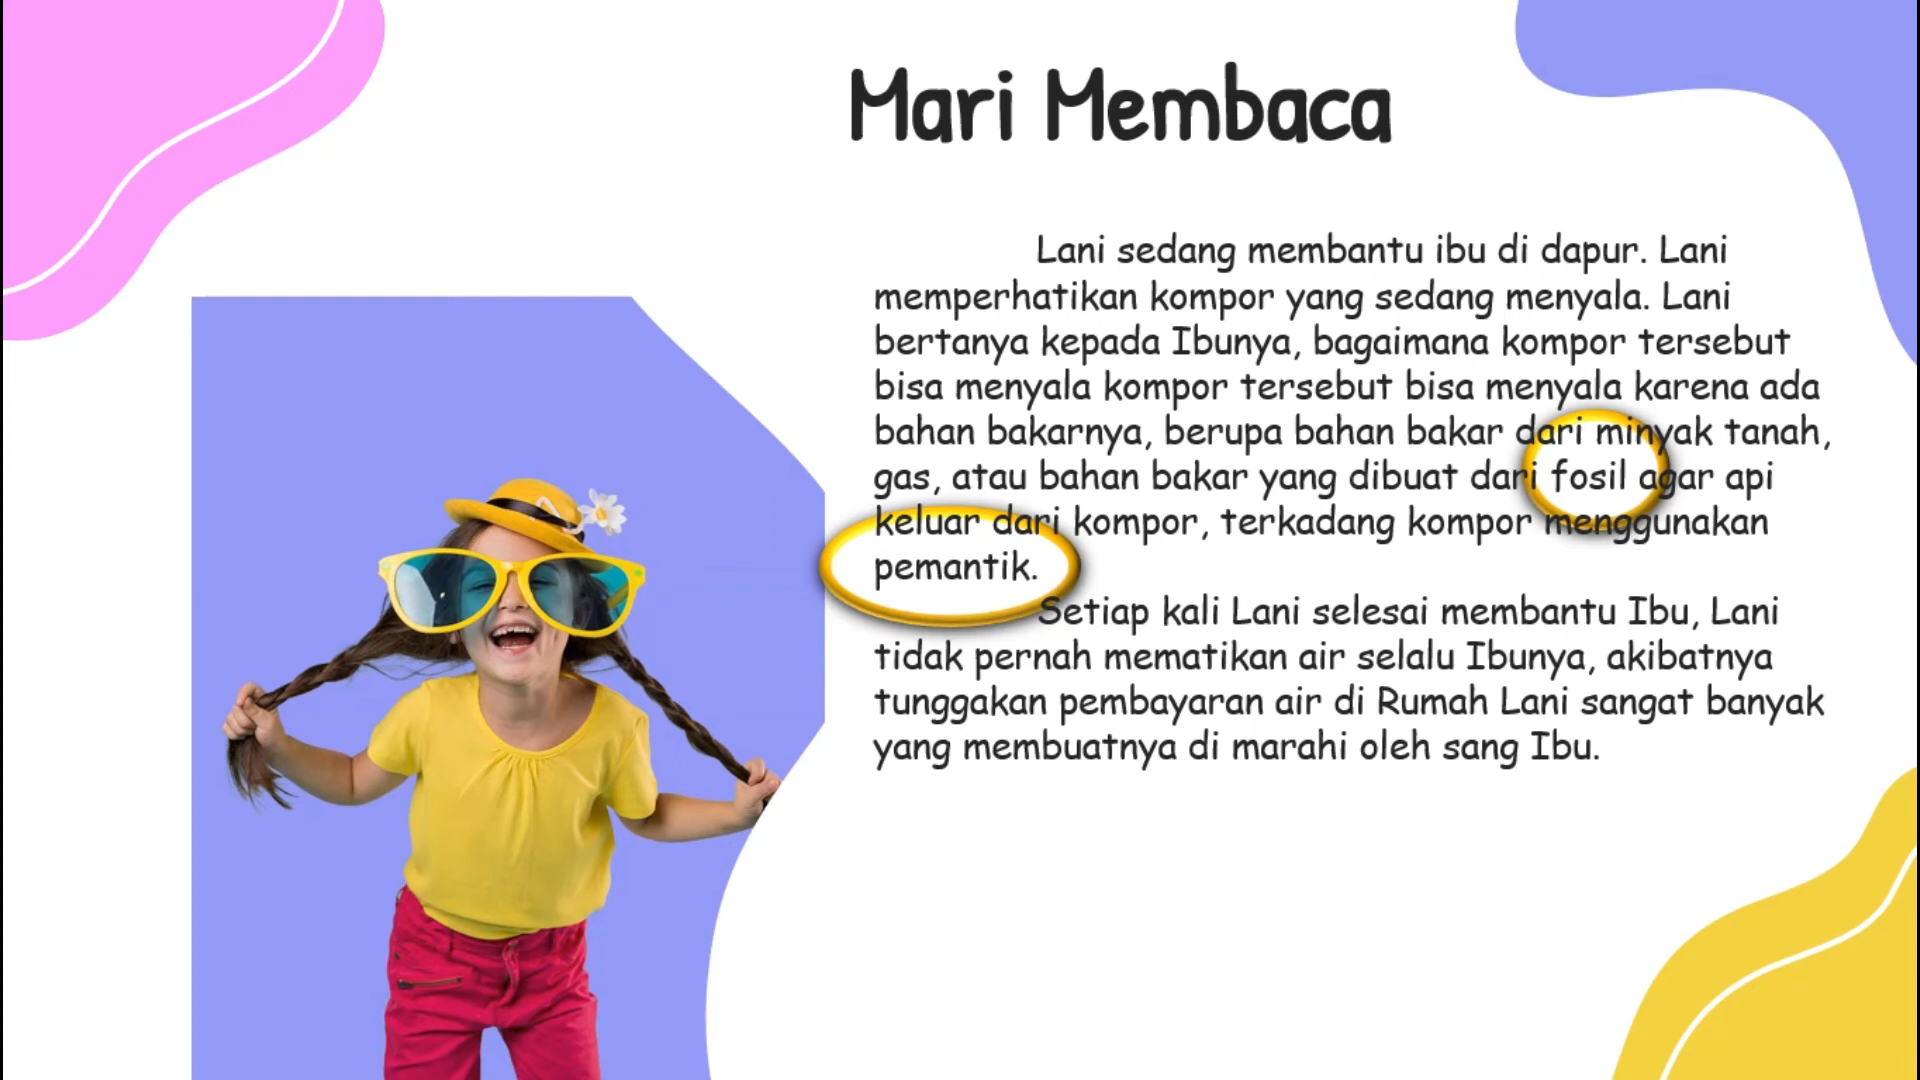 Mari Membaca
Lani sedang membantu ibu di dapur. Lani
memperhatikan kompor yang sedang menyala. Lani
bertanya kepada Ibunya, bagaimana kompor tersebut
bisa menyala kompor tersebut bisa menyala karena ada
bahan bakarnya, berupa bahan bakar dari minyak tanah,
gas, atau bahan bakar yang dibuat dari fosil agar api
keluar dari kompor, terkadang kompor menggunakan
pemantik.
Setiap kali Lani selesai membantu Ibu, Lani
tidak pernah mematikan air selalu Ibunya, akibatnya
tunggakan pembayaran air di Rumah Lani sangat banyak
yang membuatnya di marahi oleh sang Ibu.